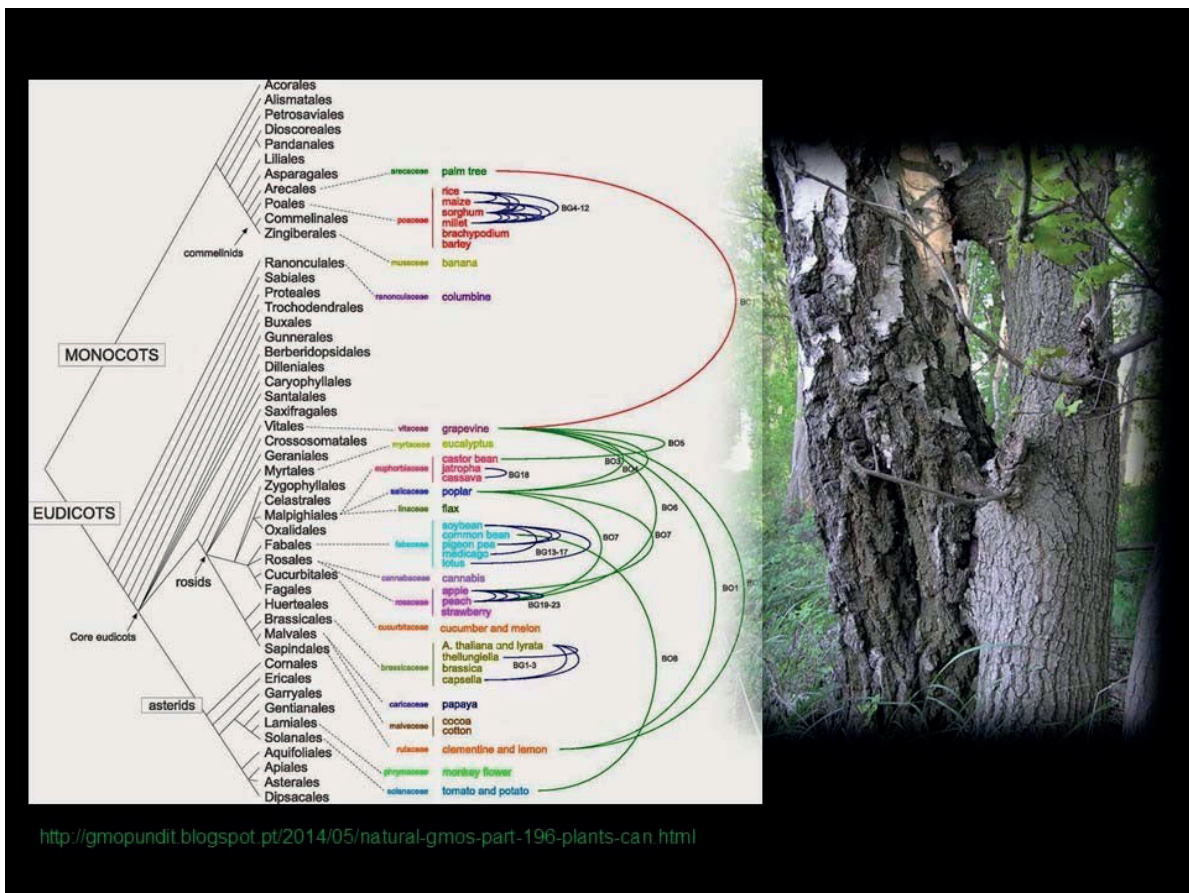 Acorales
Alismatales
Petrosaviales
Dioscoreales
Pandanales
Liliales
Asparagales
Arecales
Poales
Commelinales
Zingiberales
commelinids
Ranonculales
Sabiales
Proteales
Trochodendrales
Buxales
Gunnerales
Berberidopsidales
Dilleniales
Caryophyllales
Santalales
Saxifragales
Vitales
Crossosomatales
Geraniales
Myrtales
Zygophyllales
Celastrales
Malpighiales
Oxalidales
Fabales
Rosales
Cucurbitales
Fagales
Huerteales
Brassicales
Malvales
Sapindales
Cornales
Ericales
Garryales
Gentianales
Lamiales
Solanales
Aquifoliales
Apiales
Asterales
Dipsacales
MONOCOTS
EUDICOTS
rosids
Core eudicots
asterids
arecaceae palm tree
poaceae
rice
maize
sorghum
millet
brachypodium
barley
BG4-12
musaceae banana
ranonculaceae columbine
vitaceae grapevine
myrtaceae eucalyptus
euphorbiaceae
castor bean
jatropha
cassava
BG18
salicaceae poplar
linaceae flax
fabaceae
soybean
common bean
pigeon pea
medicago
lotus
BG13-17
cannabaceae cannabis
rosaceae
apple
peach
strawberry
BG19-23
cucurbitaceae cucumber and melon
brassicaceae
A. thaliana and lyrata
thellungiella
brassica
capsella
BG1-3
caricaceae papaya
malvaceae
cocoa
cotton
rutaceae clementine and lemon
phrymaceae monkey flower
solanaceae tomato and potato
BO5
BO3
BO4
BO6
BO7
BO7
BO1
BO8
http://gmopundit.blogspot.pt/2014/05/natural-gmos-part-196-plants-can.html